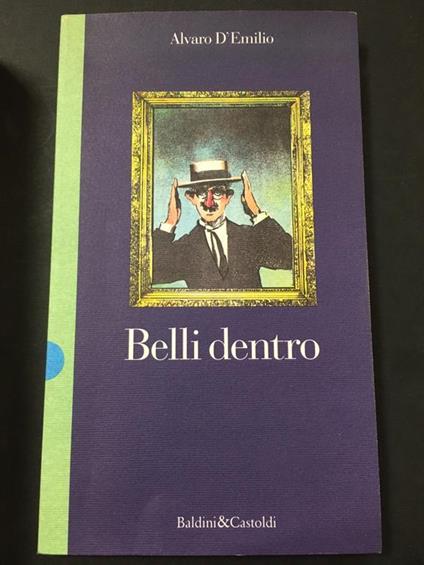 Alvaro D'Emilio
Belli dentro
Baldini&Castoldi